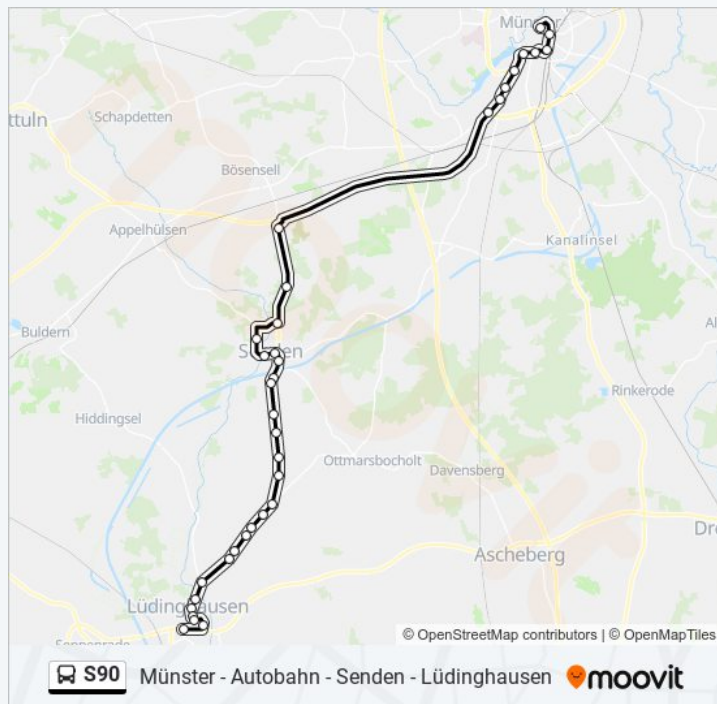 Münster
ttuln
Schapdetten
Bösensell
Appelhülsen
Kanalinsel
Buldern
Senden
Rinkerode
Hiddingsel
Ottmarsbocholt
Davensberg
Ascheberg
Lüdinghausen
Seppenrade
© OpenStreetMap contributors | © OpenMapTiles
S90 Münster - Autobahn - Senden - Lüdinghausen moovit